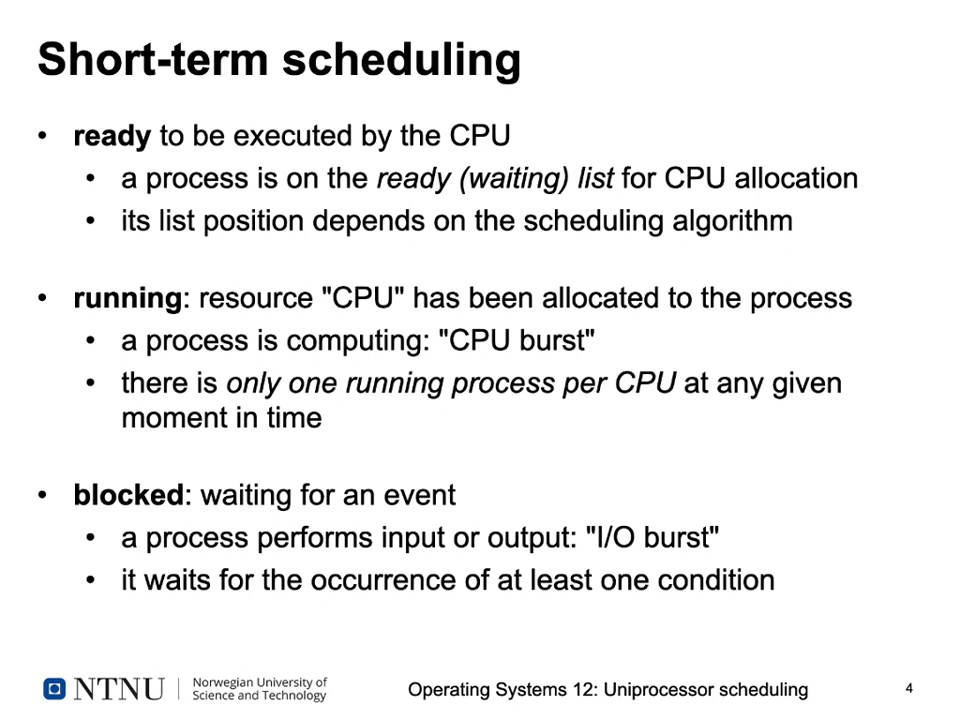 Short-term scheduling
• ready to be executed by the CPU
• a process is on the ready (waiting) list for CPU allocation
• its list position depends on the scheduling algorithm
• running: resource "CPU" has been allocated to the process
• a process is computing: "CPU burst"
• there is only one running process per CPU at any given
moment in time
• blocked: waiting for an event
• a process performs input or output: "I/O burst"
• it waits for the occurrence of at least one condition
NTNU
Norwegian University of
Science and Technology
Operating Systems 12: Uniprocessor scheduling
4